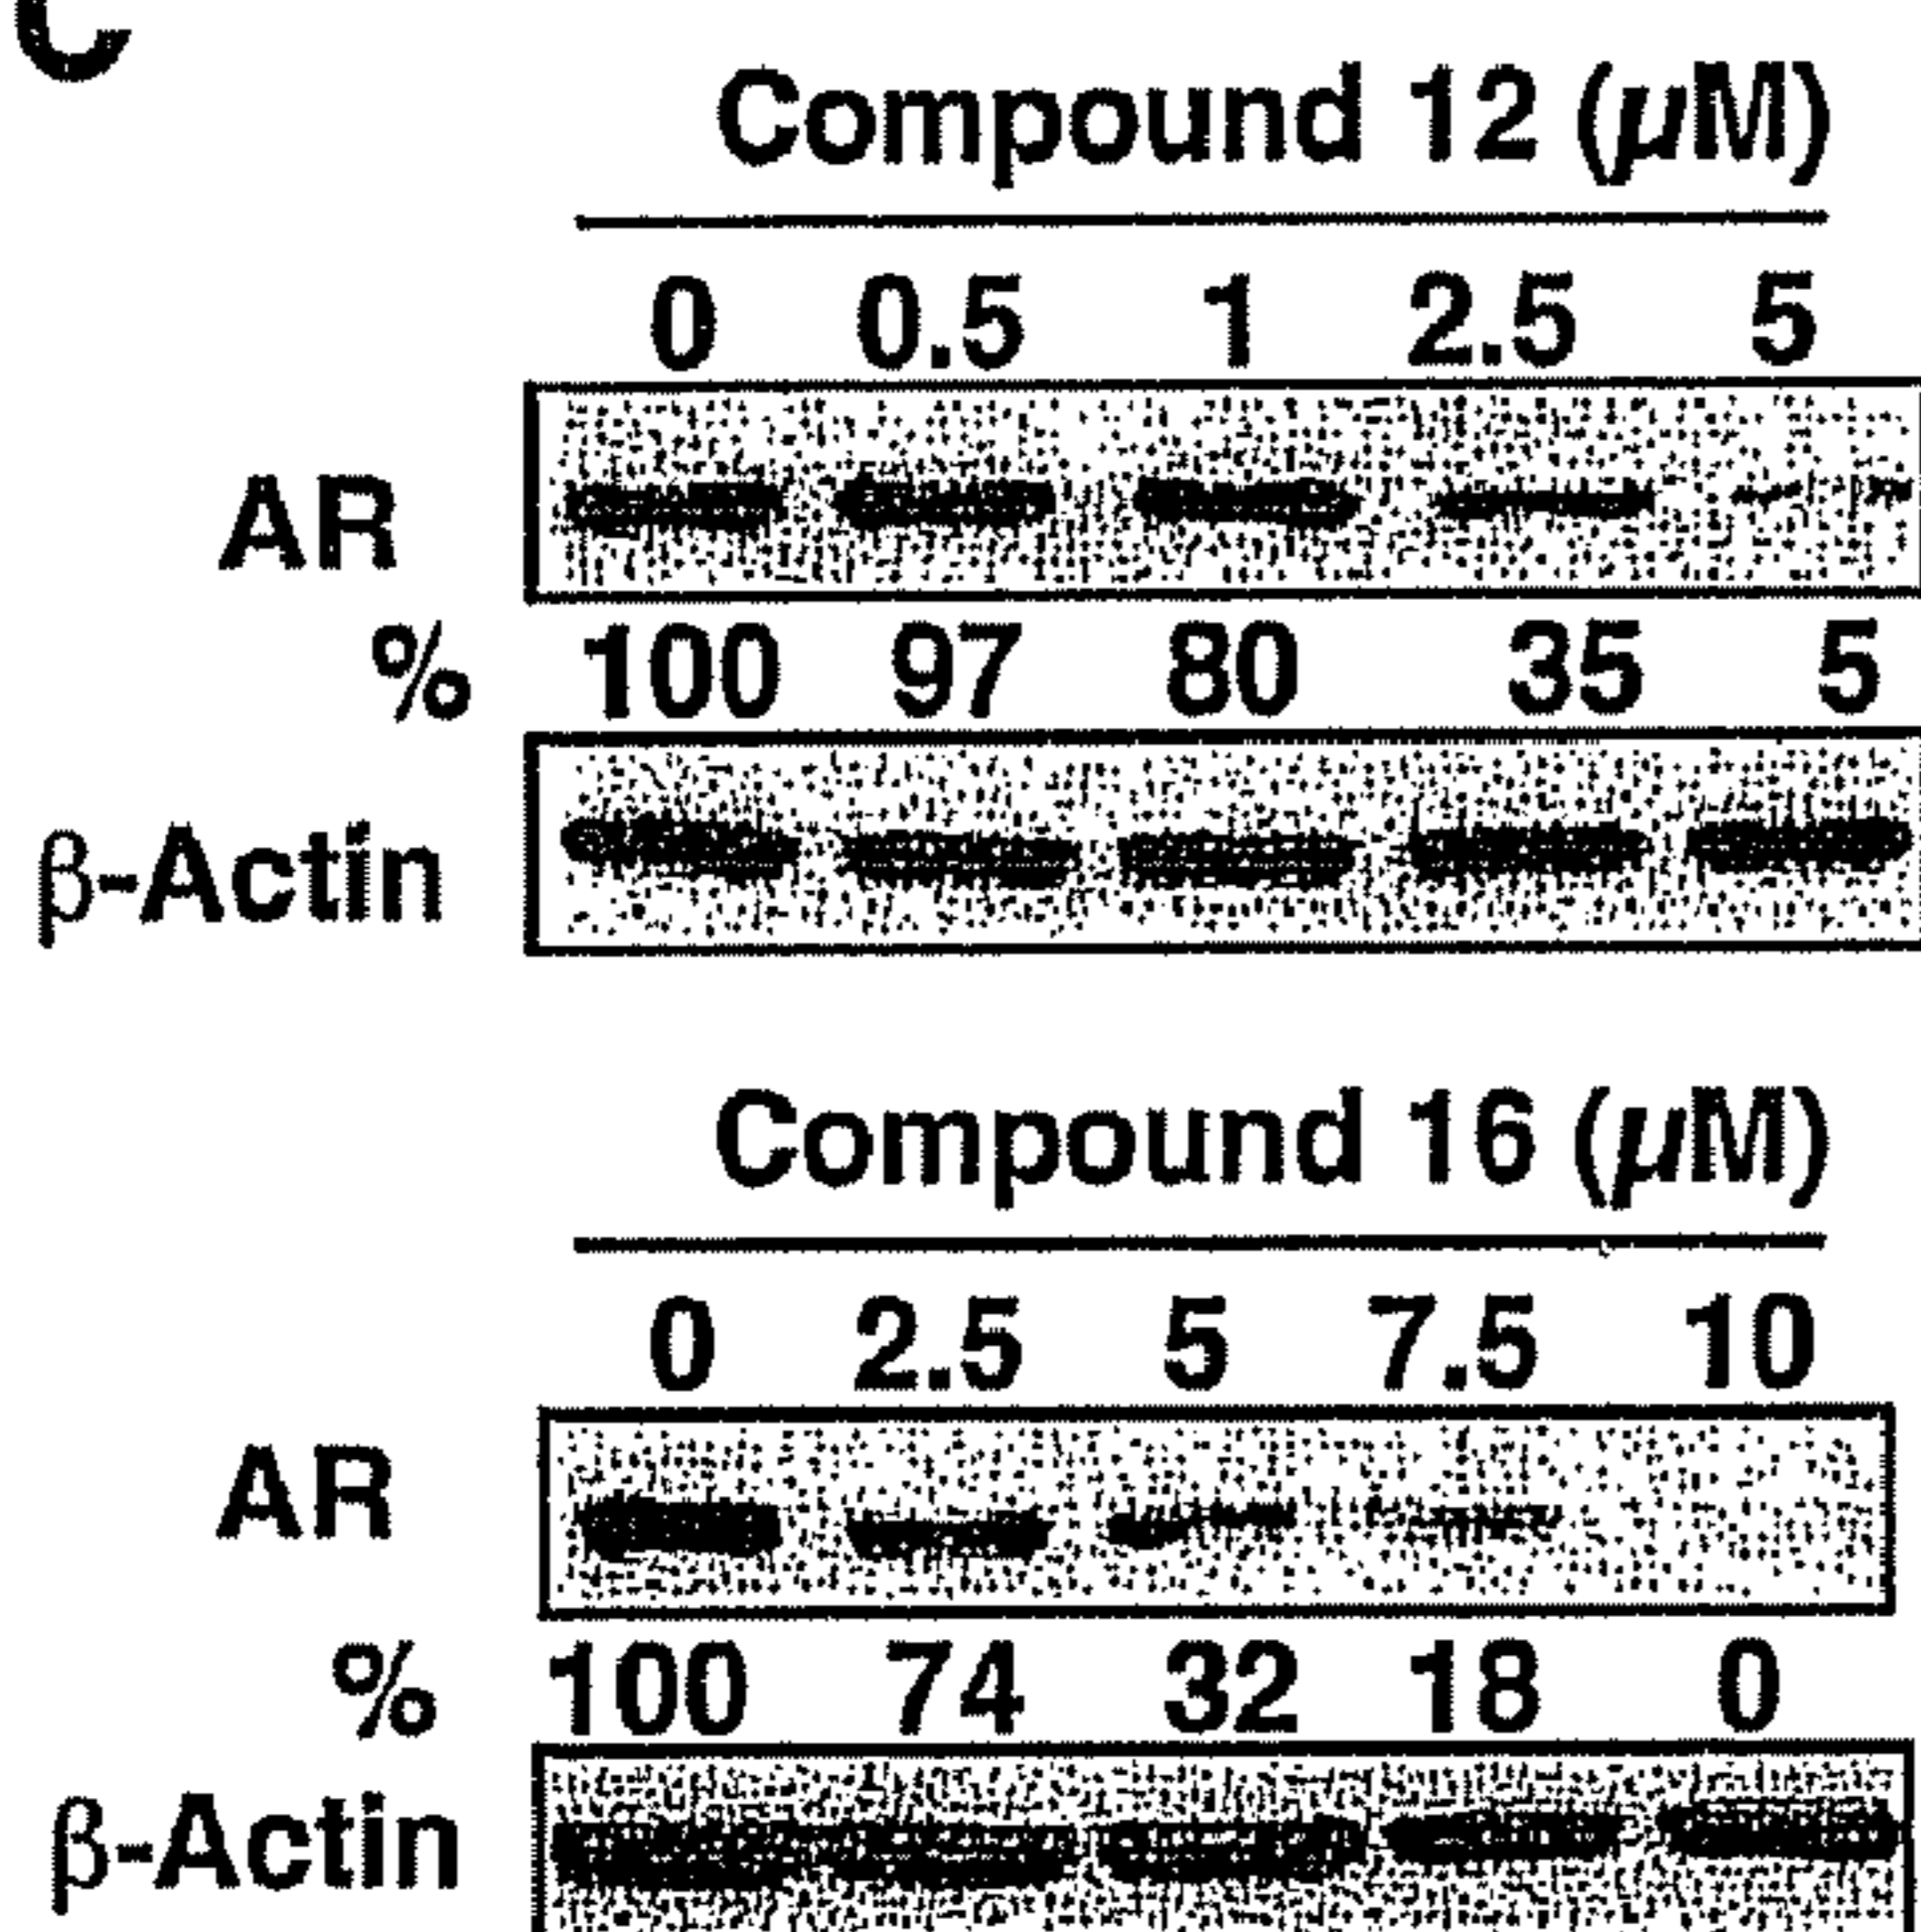 C
Compound 12 (μM)
0 0.5 1 2.5 5
AR
% 100 97 80 35 5
β-Actin
Compound 16 (μM)
0 2.5 5 7.5 10
AR
% 100 74 32 18 0
β-Actin